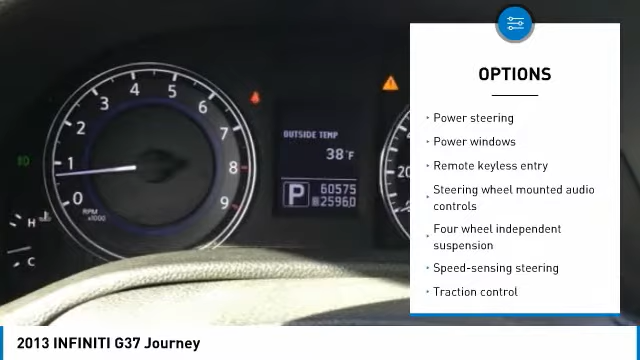 4
5
3
6
2
7
1
8
0
9
RPM
x1000
H
C
OUTSIDE TEMP
38°F
P
60575
25960
20
OPTIONS
Power steering
Power windows
Remote keyless entry
Steering wheel mounted audio
controls
Four wheel independent
suspension
Speed-sensing steering
Traction control
2013 INFINITI G37 Journey